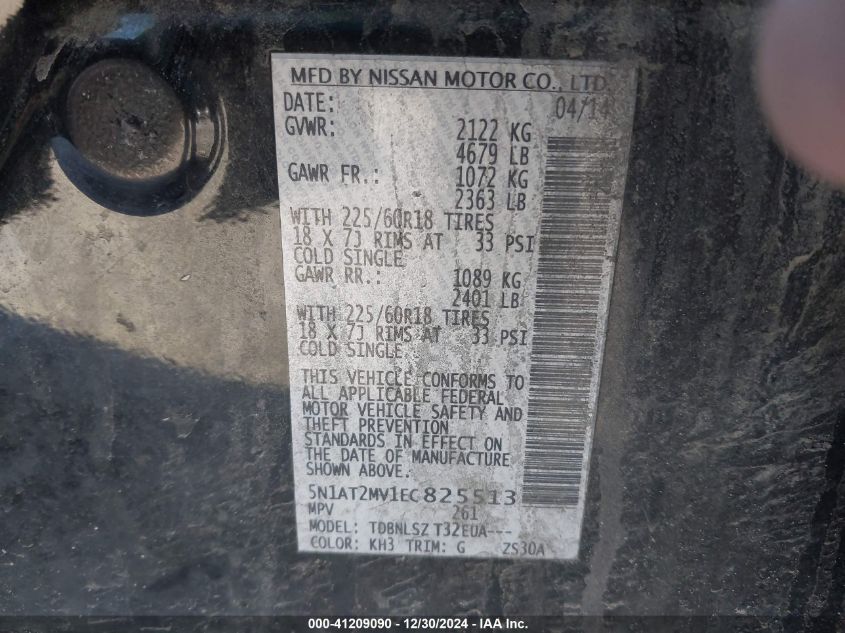 MFD BY NISSAN MOTOR CO., LTD
DATE: 04/14
GVWR: 2122 KG
4679 LB
GAWR FR.: 1072 KG
2363 LB
WITH 225/60R18 TIRES
18 X 7J RIMS AT 33 PSI
COLD SINGLE
GAWR RR.: 1089 KG
2401 LB
WITH 225/60R18 TIRES
18 X 7J RIMS AT 33 PSI
COLD SINGLE
THIS VEHICLE CONFORMS TO
ALL APPLICABLE FEDERAL
MOTOR VEHICLE SAFETY AND
THEFT PREVENTION
STANDARDS IN EFFECT ON
THE DATE OF MANUFACTURE
SHOWN ABOVE.
5N1AT2MV1EC825513
MPV 261
MODEL: TDBNLSZ T32EUA---
COLOR: KH3 TRIM: G ZS30A
000-41209090 - 12/30/2024 - IAA Inc.